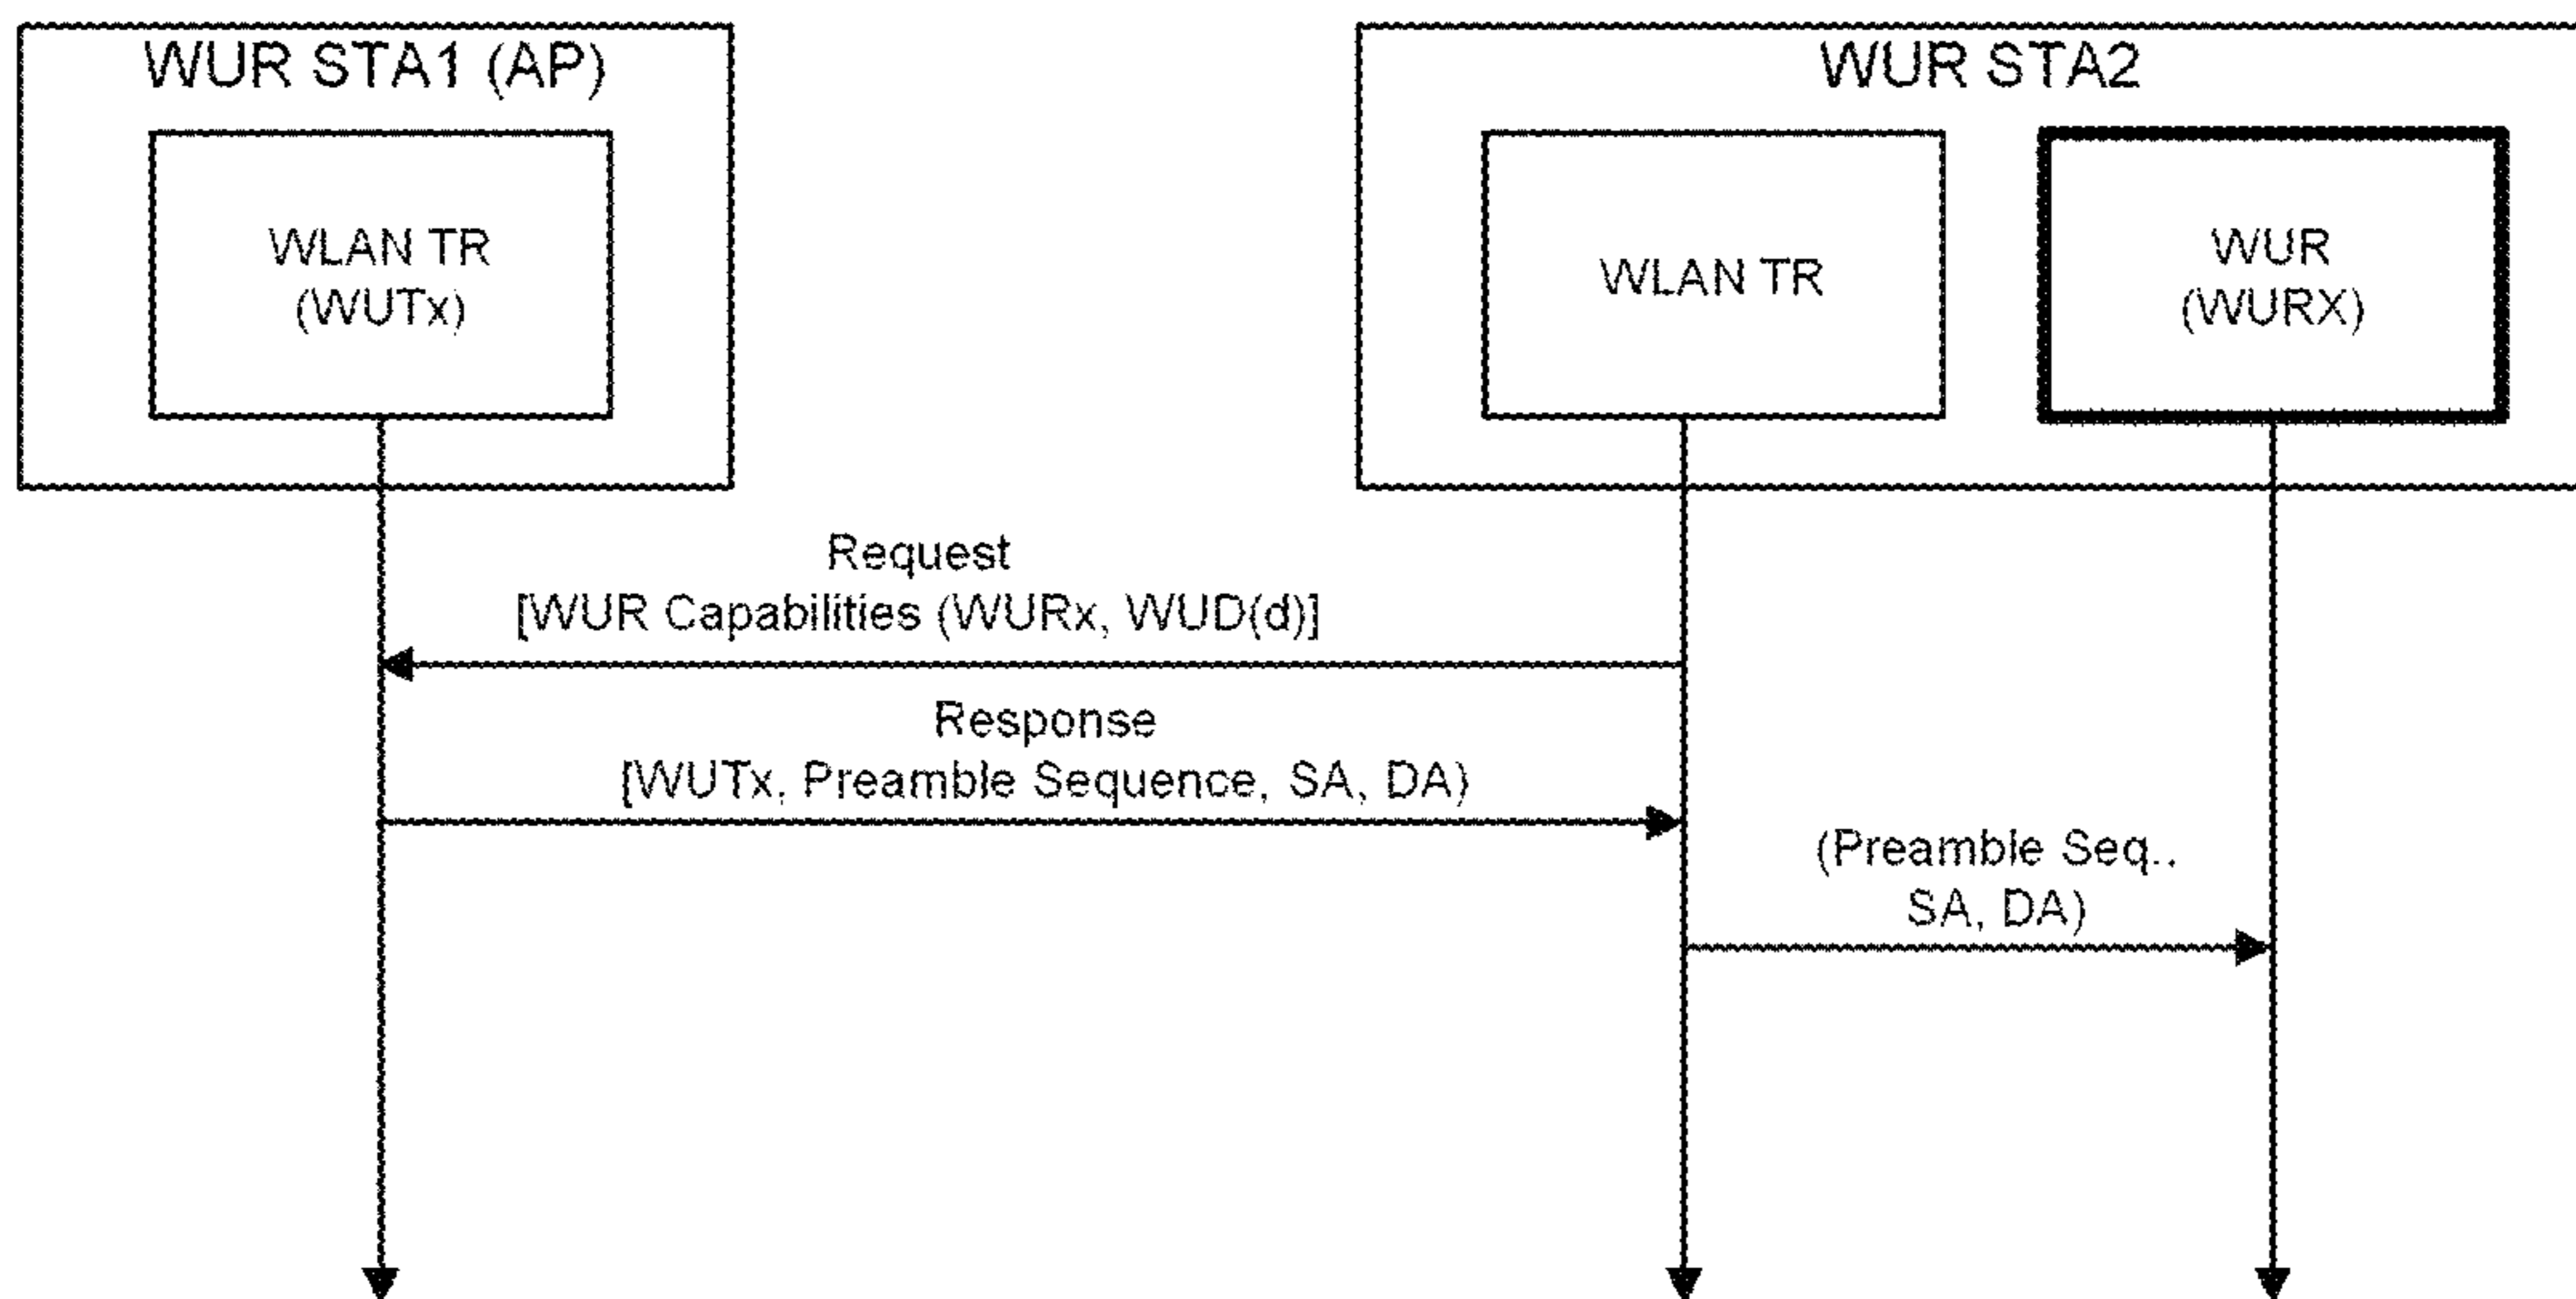 WUR STA1 (AP)
WUR STA2
WLAN TR
(WUTx)
WLAN TR
WUR
(WURX)
Request
[WUR Capabilities (WURx, WUD(d)]
Response
[WUTx, Preamble Sequence, SA, DA)
(Preamble Seq.,
SA, DA)